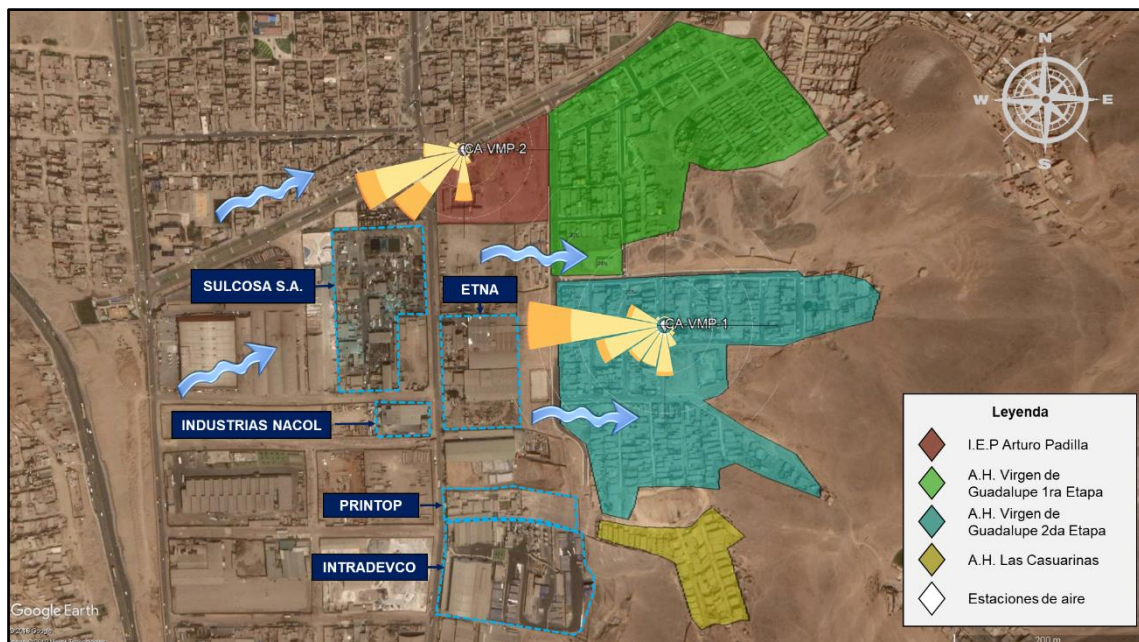 N
W
E
S
CA-VMP-2
SULCOSA S.A.
ETNA
CA-VMP-1
INDUSTRIAS NACOL
PRINTOP
INTRADEVCO
Leyenda
I.E.P Arturo Padilla
A.H. Virgen de
Guadalupe 1ra Etapa
A.H. Virgen de
Guadalupe 2da Etapa
A.H. Las Casuarinas
Estaciones de aire
Google Earth
200 m